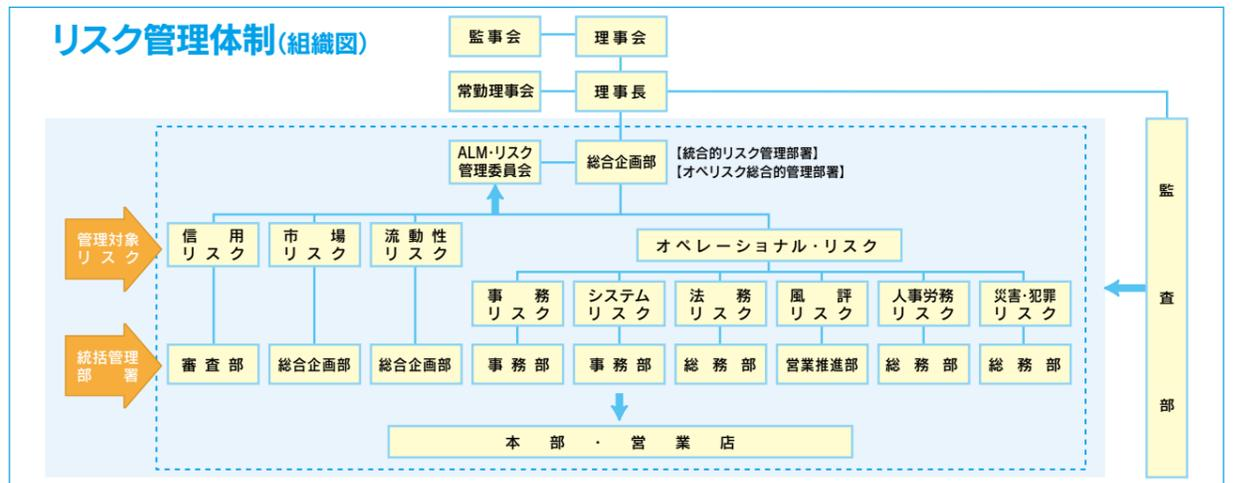 リスク管理体制(組織図)
監事会
理事会
常勤理事会
理事長
ALM・リスク
管理委員会
総合企画部
【統合的リスク管理部署】
【オペリスク総合的管理部署】
監査部
管理対象
リスク
信用
リスク
市場
リスク
流動性
リスク
オペレーショナル・リスク
事務
リスク
システム
リスク
法務
リスク
風評
リスク
人事労務
リスク
災害・犯罪
リスク
統括管理
部署
審査部
総合企画部
総合企画部
事務部
事務部
総務部
営業推進部
総務部
総務部
本部・営業店